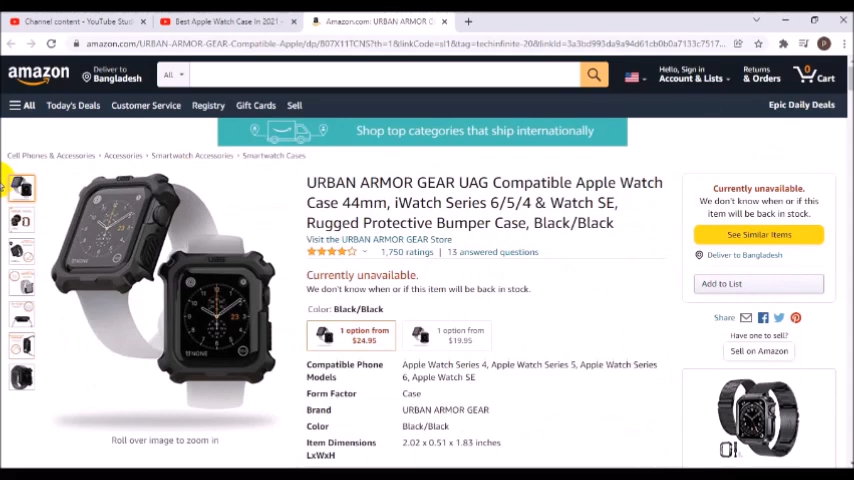 Channel content - YouTube Studi
Best Apple Watch Case In 2021 -
Amazon.com: URBAN ARMOR G
amazon.com/URBAN-ARMOR-GEAR-Compatible-Apple/dp/B07X11TCNS?th=1&linkCode=sl1&tag=techinfinite-20&linkId=3a3bd993da9a94d61cb0b0a7133c7517...
P
amazon
Deliver to
Bangladesh
All
Hello, Sign in
Account & Lists
Returns
& Orders
0
Cart
All
Today's Deals
Customer Service
Registry
Gift Cards
Sell
Epic Daily Deals
Shop top categories that ship internationally
Cell Phones & Accessories › Accessories › Smartwatch Accessories › Smartwatch Cases
URBAN ARMOR GEAR UAG Compatible Apple Watch
Case 44mm, iWatch Series 6/5/4 & Watch SE,
Rugged Protective Bumper Case, Black/Black
Visit the URBAN ARMOR GEAR Store
1,750 ratings | 13 answered questions
Currently unavailable.
We don't know when or if this item will be back in stock.
Color: Black/Black
1 option from
$24.95
1 option from
$19.95
Compatible Phone Models
Apple Watch Series 4, Apple Watch Series 5, Apple Watch Series 6, Apple Watch SE
Form Factor
Case
Brand
URBAN ARMOR GEAR
Color
Black/Black
Item Dimensions LxWxH
2.02 x 0.51 x 1.83 inches
Roll over image to zoom in
Currently unavailable.
We don't know when or if this
item will be back in stock.
See Similar Items
Deliver to Bangladesh
Add to List
Share
Have one to sell?
Sell on Amazon